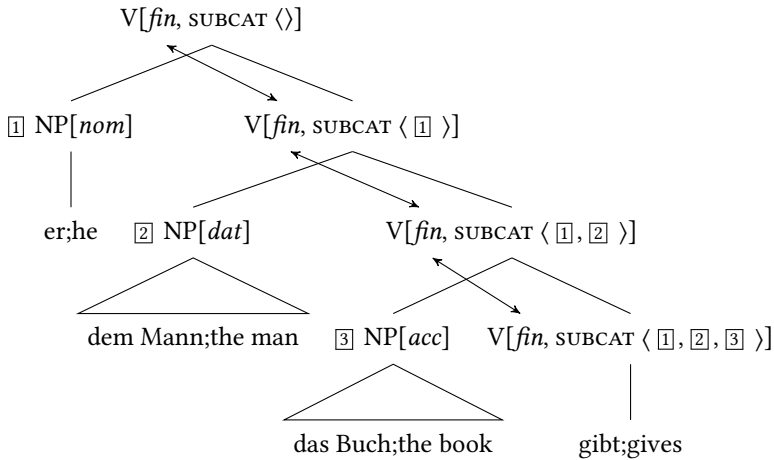 V[fin, SUBCAT ⟨⟩]
1 NP[nom] V[fin, SUBCAT ⟨ 1 ⟩]
er;he 2 NP[dat] V[fin, SUBCAT ⟨ 1 , 2 ⟩]
dem Mann;the man 3 NP[acc] V[fin, SUBCAT ⟨ 1 , 2 , 3 ⟩]
das Buch;the book gibt;gives